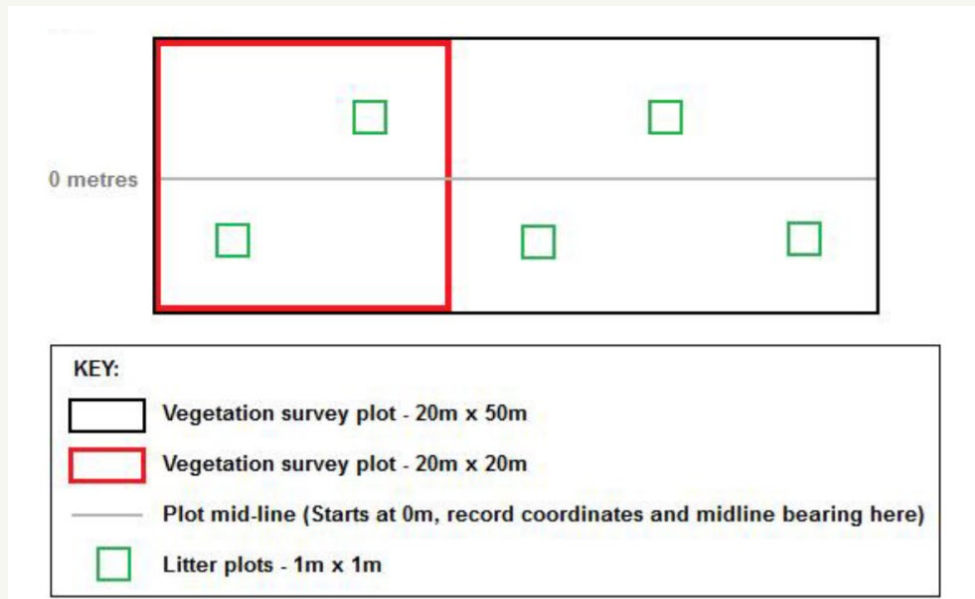 0 metres
KEY:
Vegetation survey plot - 20m x 50m
Vegetation survey plot - 20m x 20m
Plot mid-line (Starts at 0m, record coordinates and midline bearing here)
Litter plots - 1m x 1m